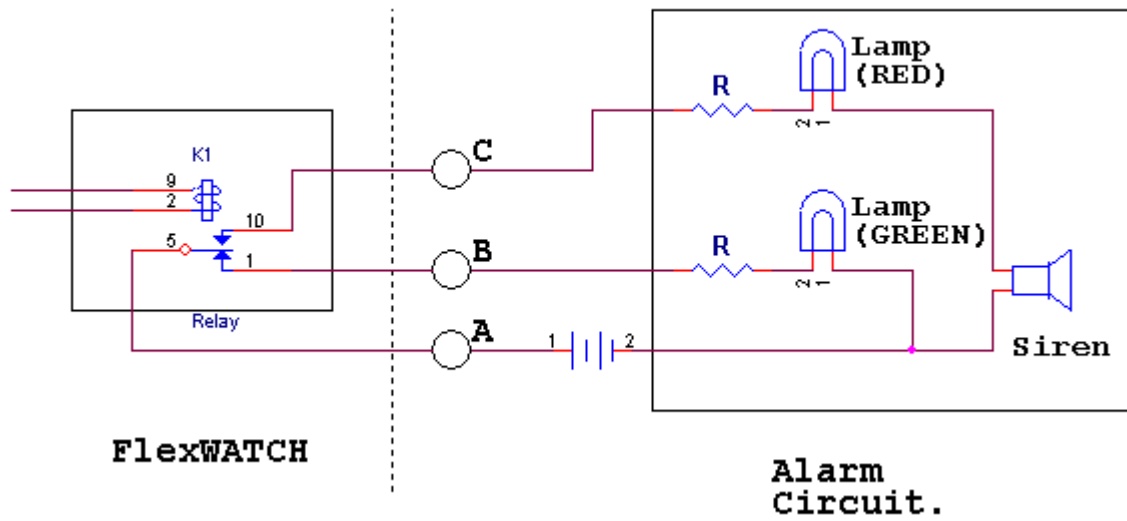 Lamp
(RED)
R
2 1
C
K1
9
2
10
5
1
Lamp
(GREEN)
R
2 1
B
Relay
A
1 2
Siren
FlexWATCH
Alarm
Circuit.